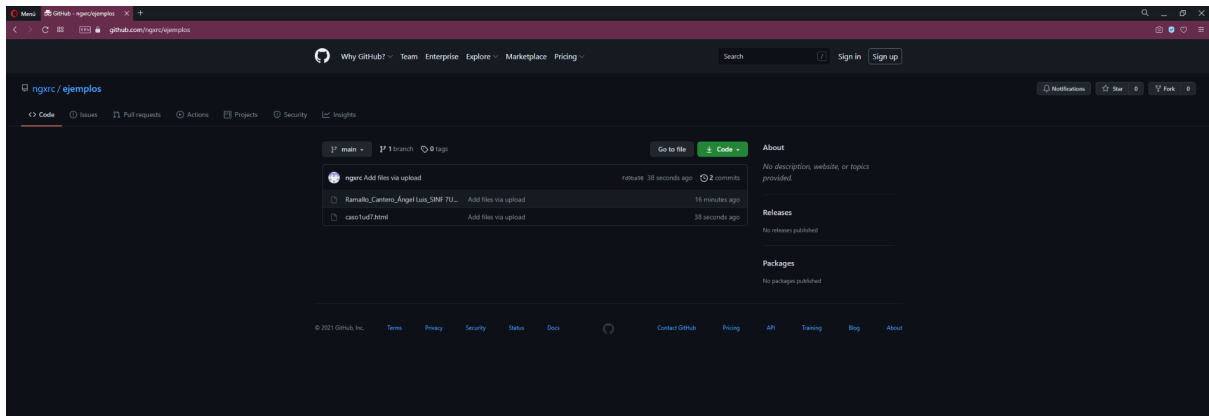 Menú GitHub - ngxrc/ejemplos
VPN github.com/ngxrc/ejemplos
Why GitHub? Team Enterprise Explore Marketplace Pricing Search / Sign in Sign up
ngxrc / ejemplos Notifications Star 0 Fork 0
Code Issues Pull requests Actions Projects Security Insights
main 1 branch 0 tags Go to file Code About
No description, website, or topics
provided.
ngxrc Add files via upload 38 seconds ago 2 commits
Ramallo_Cantero_Ángel Luis_SINF 7U... Add files via upload 16 minutes ago
caso1ud7.html Add files via upload 38 seconds ago
Releases
No releases published
Packages
No packages published
© 2021 GitHub, Inc. Terms Privacy Security Status Docs Contact GitHub Pricing API Training Blog About